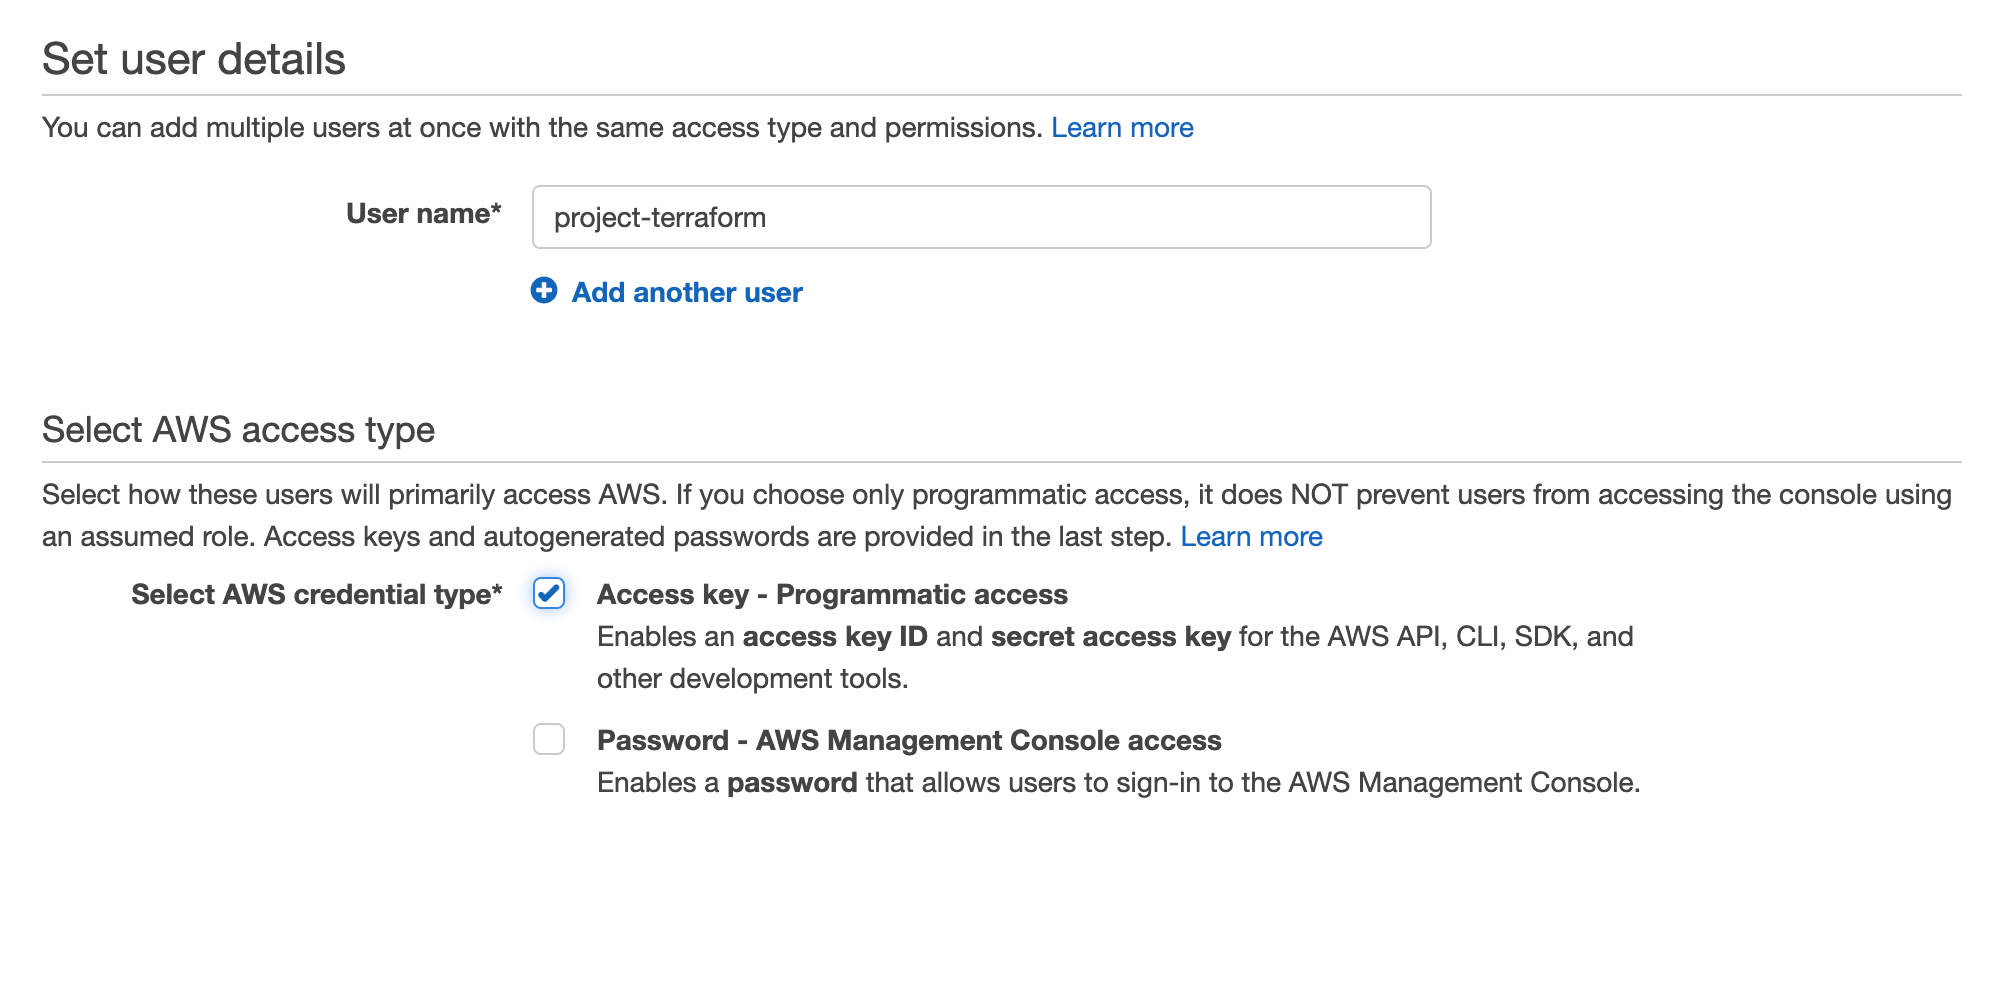 Set user details
You can add multiple users at once with the same access type and permissions. Learn more
User name* project-terraform
Add another user
Select AWS access type
Select how these users will primarily access AWS. If you choose only programmatic access, it does NOT prevent users from accessing the console using
an assumed role. Access keys and autogenerated passwords are provided in the last step. Learn more
Select AWS credential type* Access key - Programmatic access
Enables an access key ID and secret access key for the AWS API, CLI, SDK, and
other development tools.
Password - AWS Management Console access
Enables a password that allows users to sign-in to the AWS Management Console.